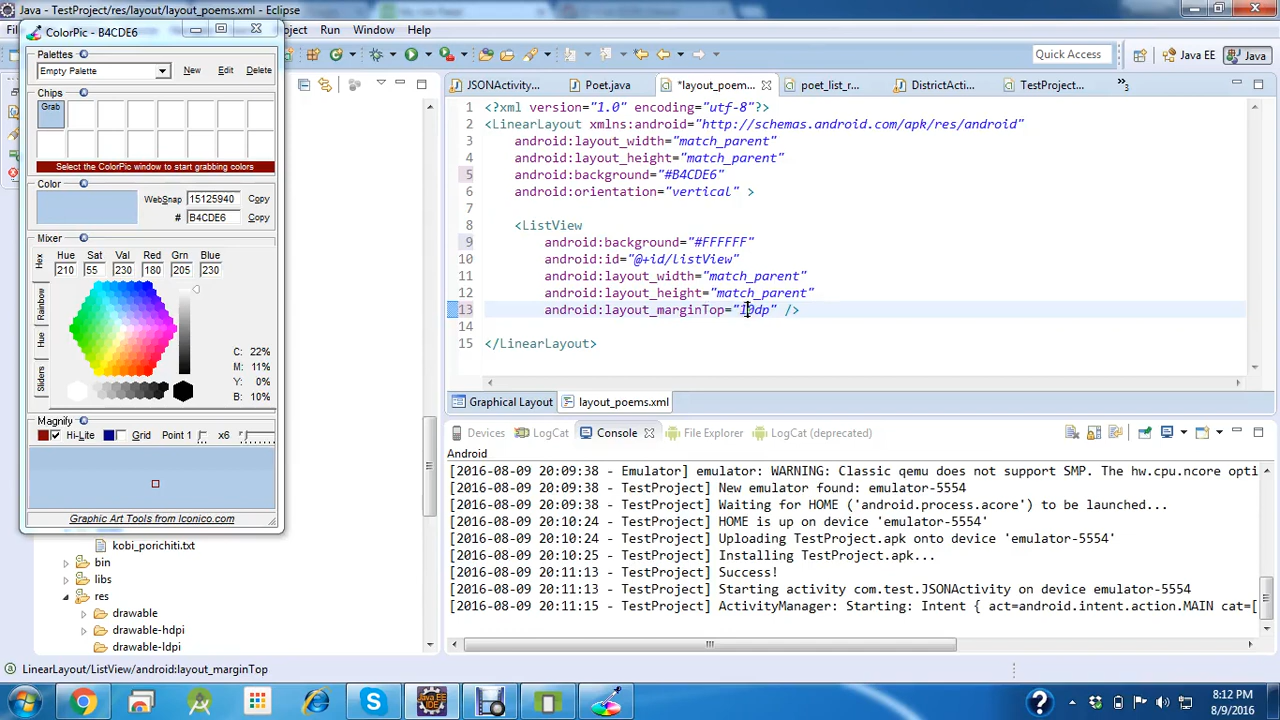 Java - TestProject/res/layout/layout_poems.xml - Eclipse
ColorPic - B4CDE6
Project Run Window Help
Palettes
Empty Palette New Edit Delete
Chips
Grab
Select the ColorPic window to start grabbing colors
Color
WebSnap 15125940 Copy
# B4CDE6 Copy
Mixer
Hue Sat Val Red Grn Blue
210 55 230 180 205 230
Hex
Rainbow
Hue
Sliders
C: 22%
M: 11%
Y: 0%
B: 10%
Magnify
Hi-Lite Grid Point 1 x6
Graphic Art Tools from Iconico.com
kobi_porichiti.txt
bin
libs
res
drawable
drawable-hdpi
drawable-ldpi
Quick Access Java EE Java
JSONActivity... Poet.java *layout_poem... poet_list_r... DistrictActi... TestProject... »3
1 <?xml version="1.0" encoding="utf-8"?>
2 <LinearLayout xmlns:android="http://schemas.android.com/apk/res/android"
3 android:layout_width="match_parent"
4 android:layout_height="match_parent"
5 android:background="#B4CDE6"
6 android:orientation="vertical" >
7
8 <ListView
9 android:background="#FFFFFF"
10 android:id="@+id/listView"
11 android:layout_width="match_parent"
12 android:layout_height="match_parent"
13 android:layout_marginTop="10dp" />
14
15 </LinearLayout>
Graphical Layout layout_poems.xml
Devices LogCat Console File Explorer LogCat (deprecated)
Android
[2016-08-09 20:09:38 - Emulator] emulator: WARNING: Classic qemu does not support SMP. The hw.cpu.ncore opti
[2016-08-09 20:09:38 - TestProject] New emulator found: emulator-5554
[2016-08-09 20:09:38 - TestProject] Waiting for HOME ('android.process.acore') to be launched...
[2016-08-09 20:10:24 - TestProject] HOME is up on device 'emulator-5554'
[2016-08-09 20:10:24 - TestProject] Uploading TestProject.apk onto device 'emulator-5554'
[2016-08-09 20:10:25 - TestProject] Installing TestProject.apk...
[2016-08-09 20:11:13 - TestProject] Success!
[2016-08-09 20:11:13 - TestProject] Starting activity com.test.JSONActivity on device emulator-5554
[2016-08-09 20:11:15 - TestProject] ActivityManager: Starting: Intent { act=android.intent.action.MAIN cat=[
LinearLayout/ListView/android:layout_marginTop
8:12 PM
8/9/2016